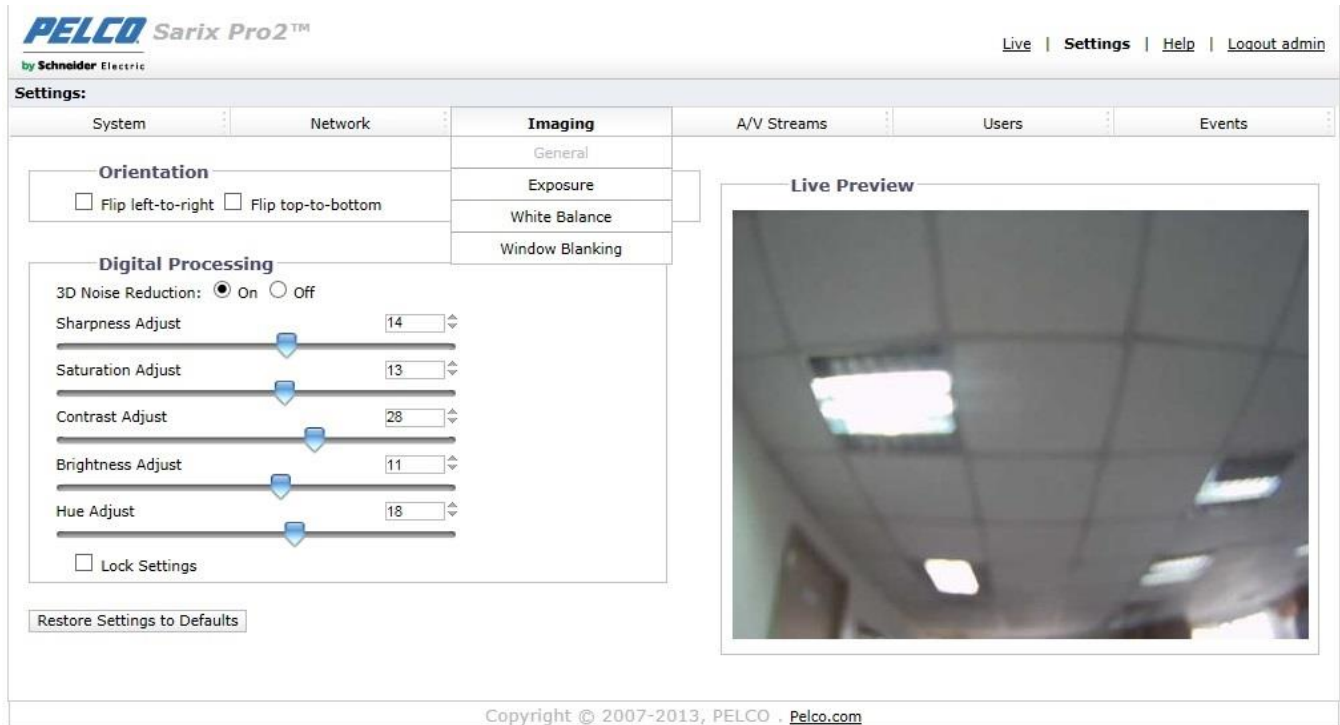 PELCO Sarix Pro2™
by Schneider Electric
Live | Settings | Help | Logout admin
Settings:
System Network Imaging A/V Streams Users Events
General
Exposure
White Balance
Window Blanking
Orientation
Flip left-to-right Flip top-to-bottom
Digital Processing
3D Noise Reduction: On Off
Sharpness Adjust 14
Saturation Adjust 13
Contrast Adjust 28
Brightness Adjust 11
Hue Adjust 18
Lock Settings
Restore Settings to Defaults
Live Preview
Copyright © 2007-2013, PELCO . Pelco.com